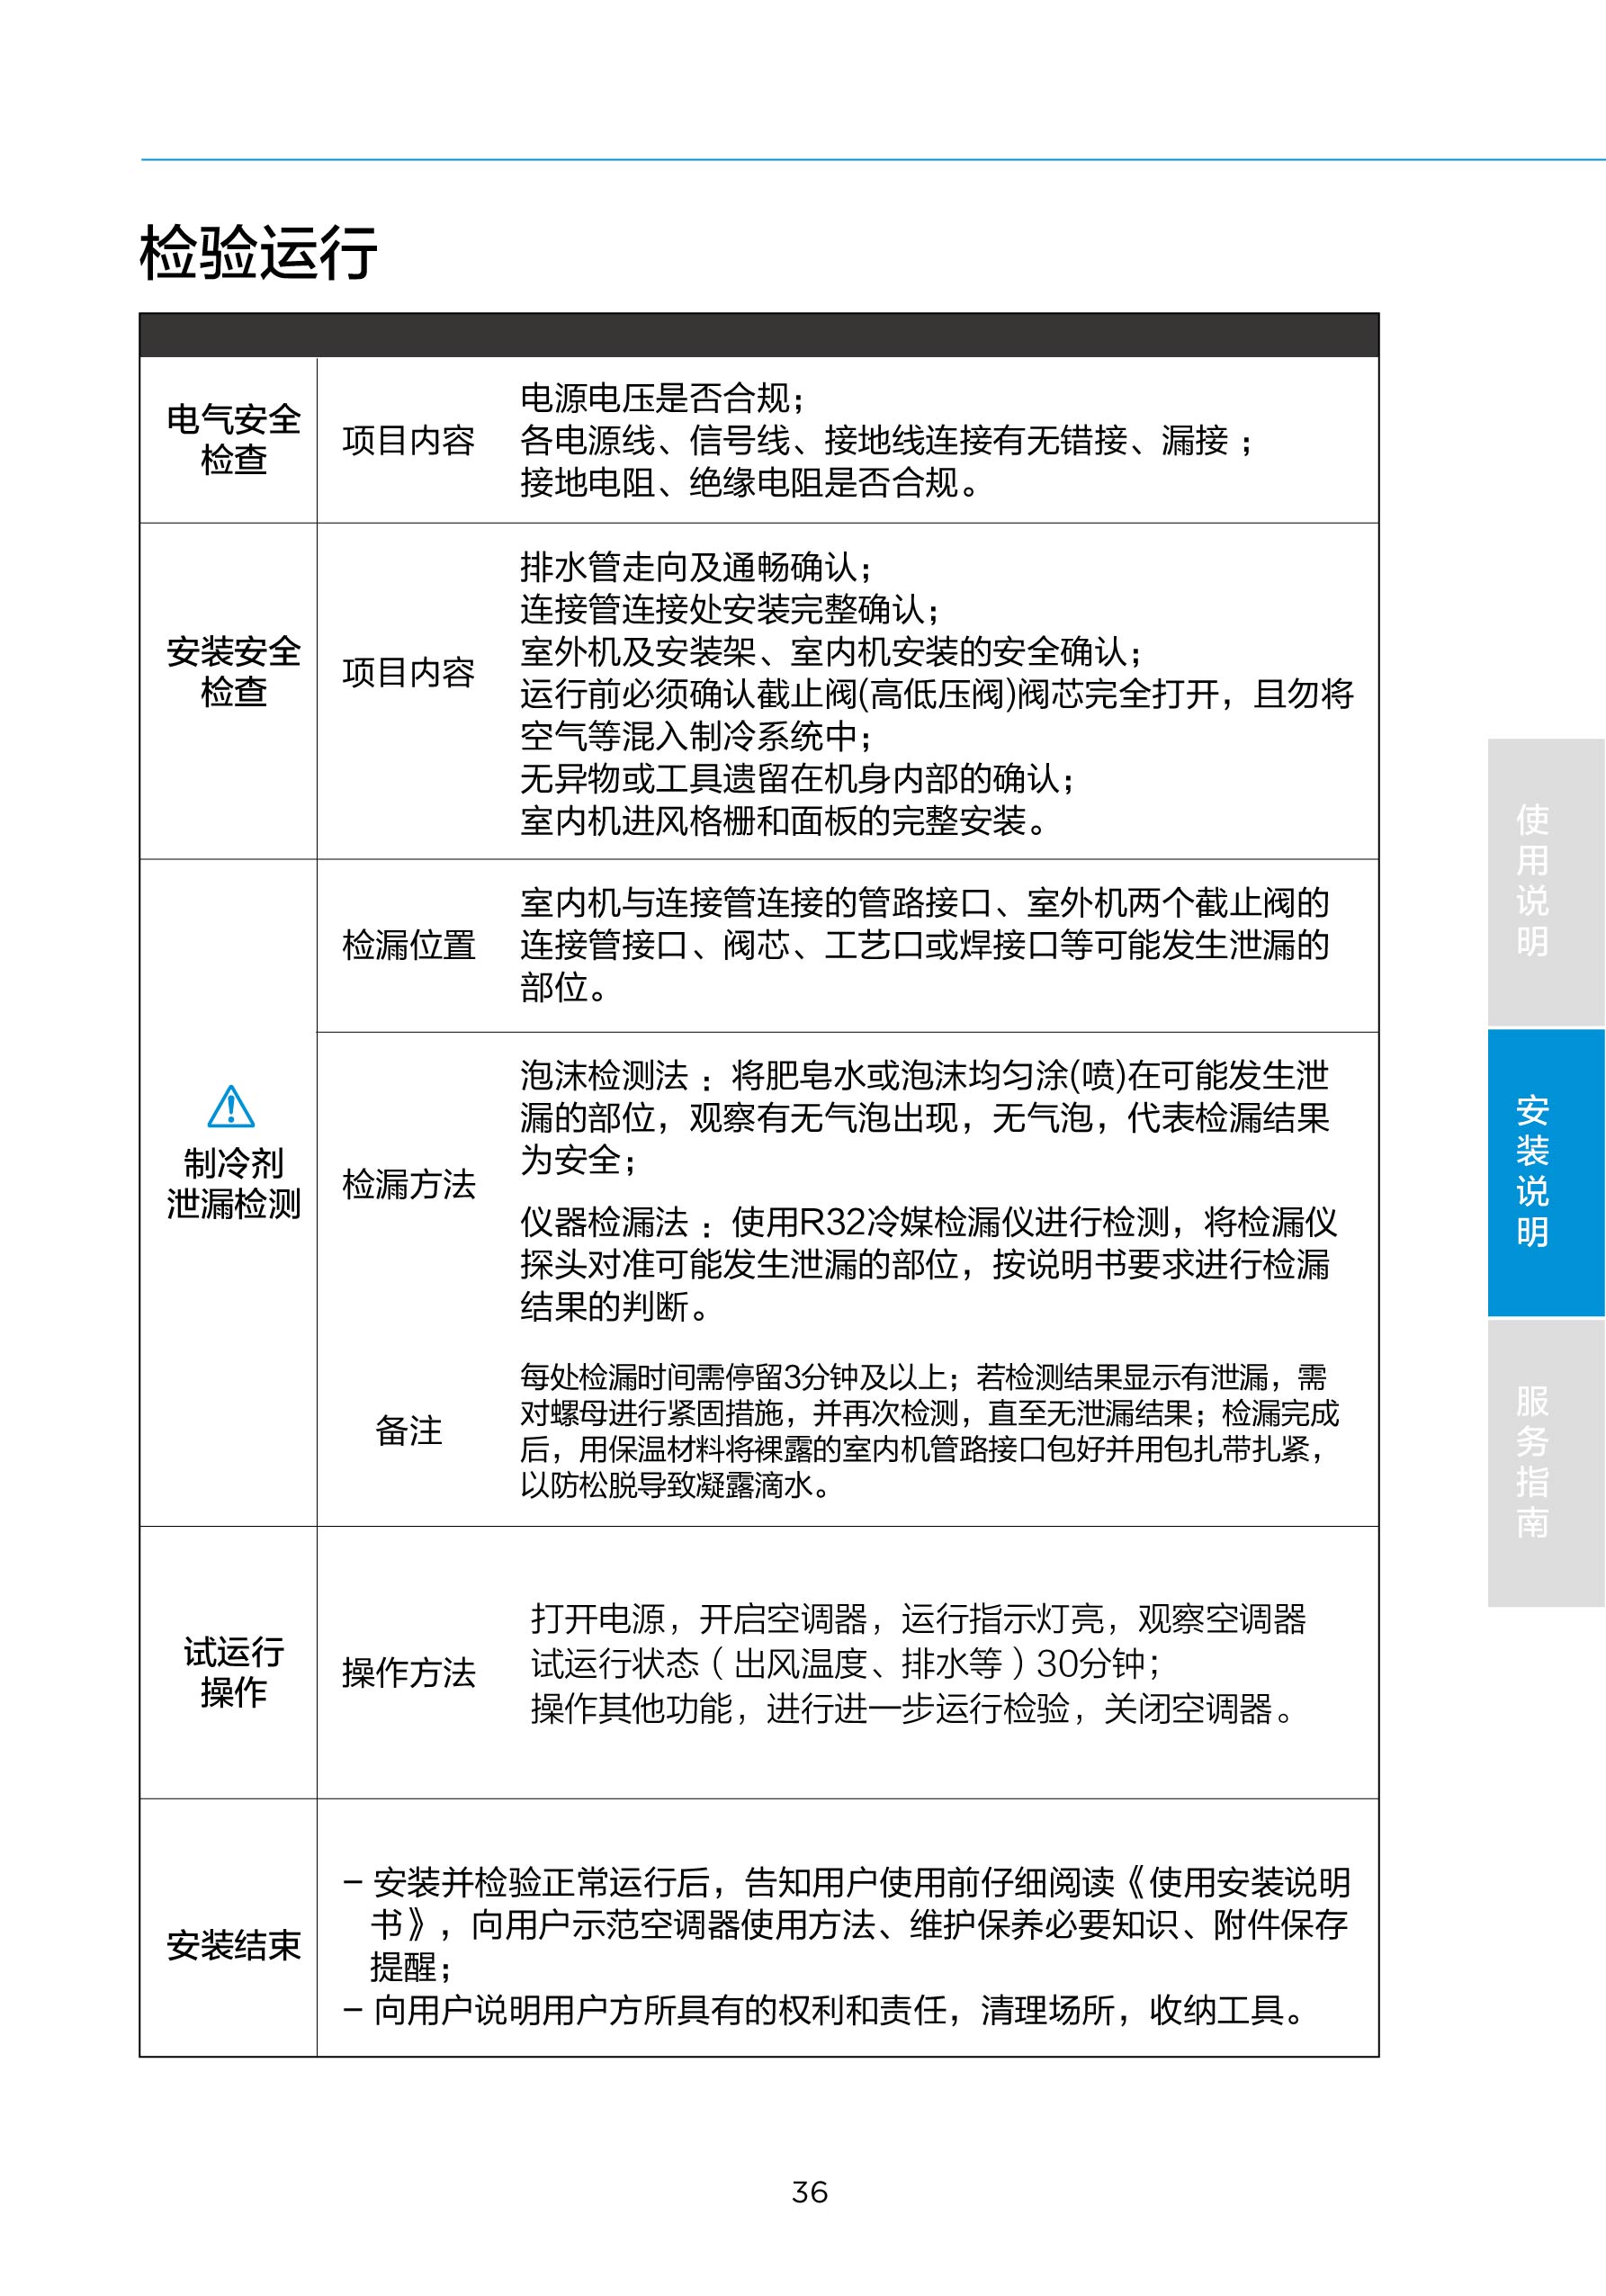 检验运行
电气安全
检查
项目内容
电源电压是否合规；
各电源线、信号线、接地线连接有无错接、漏接；
接地电阻、绝缘电阻是否合规。
安装安全
检查
项目内容
排水管走向及通畅确认；
连接管连接处安装完整确认；
室外机及安装架、室内机安装的安全确认；
运行前必须确认截止阀(高低压阀)阀芯完全打开，且勿将
空气等混入制冷系统中；
无异物或工具遗留在机身内部的确认；
室内机进风格栅和面板的完整安装。
制冷剂
泄漏检测
检漏位置
室内机与连接管连接的管路接口、室外机两个截止阀的
连接管接口、阀芯、工艺口或焊接口等可能发生泄漏的
部位。
检漏方法
泡沫检测法：将肥皂水或泡沫均匀涂(喷)在可能发生泄
漏的部位，观察有无气泡出现，无气泡，代表检漏结果
为安全；
仪器检漏法：使用R32冷媒检漏仪进行检测，将检漏仪
探头对准可能发生泄漏的部位，按说明书要求进行检漏
结果的判断。
备注
每处检漏时间需停留3分钟及以上；若检测结果显示有泄漏，需
对螺母进行紧固措施，并再次检测，直至无泄漏结果；检漏完成
后，用保温材料将裸露的室内机管路接口包好并用包扎带扎紧，
以防松脱导致凝露滴水。
试运行
操作
操作方法
打开电源，开启空调器，运行指示灯亮，观察空调器
试运行状态（出风温度、排水等）30分钟；
操作其他功能，进行进一步运行检验，关闭空调器。
安装结束
– 安装并检验正常运行后，告知用户使用前仔细阅读《使用安装说明
书》，向用户示范空调器使用方法、维护保养必要知识、附件保存
提醒；
– 向用户说明用户方所具有的权利和责任，清理场所，收纳工具。
使用说明
安装说明
服务指南
36